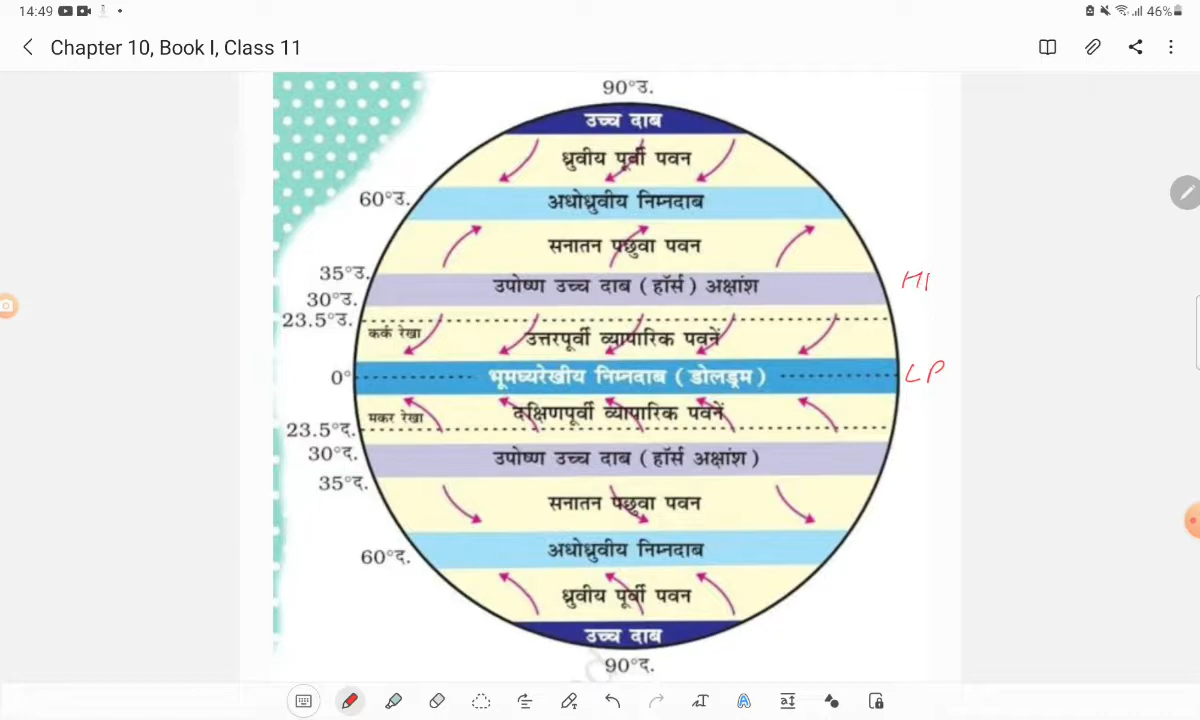 14:49
46%
Chapter 10, Book I, Class 11
90°उ.
उच्च दाब
ध्रुवीय पूर्वी पवन
60°उ.
अधोध्रुवीय निम्नदाब
सनातन पछुवा पवन
35°उ.
उपोष्ण उच्च दाब (हॉर्स) अक्षांश
HI
30°उ.
23.5°उ.
कर्क रेखा
उत्तरपूर्वी व्यापारिक पवनें
0°
भूमघ्यरेखीय निम्नदाब (डोलड्रम)
LP
मकर रेखा
दक्षिणपूर्वी व्यापारिक पवनें
23.5°द.
30°द.
उपोष्ण उच्च दाब (हॉर्स अक्षांश)
35°द.
सनातन पछुवा पवन
60°द.
अधोध्रुवीय निम्नदाब
ध्रुवीय पूर्वी पवन
उच्च दाब
90°द.